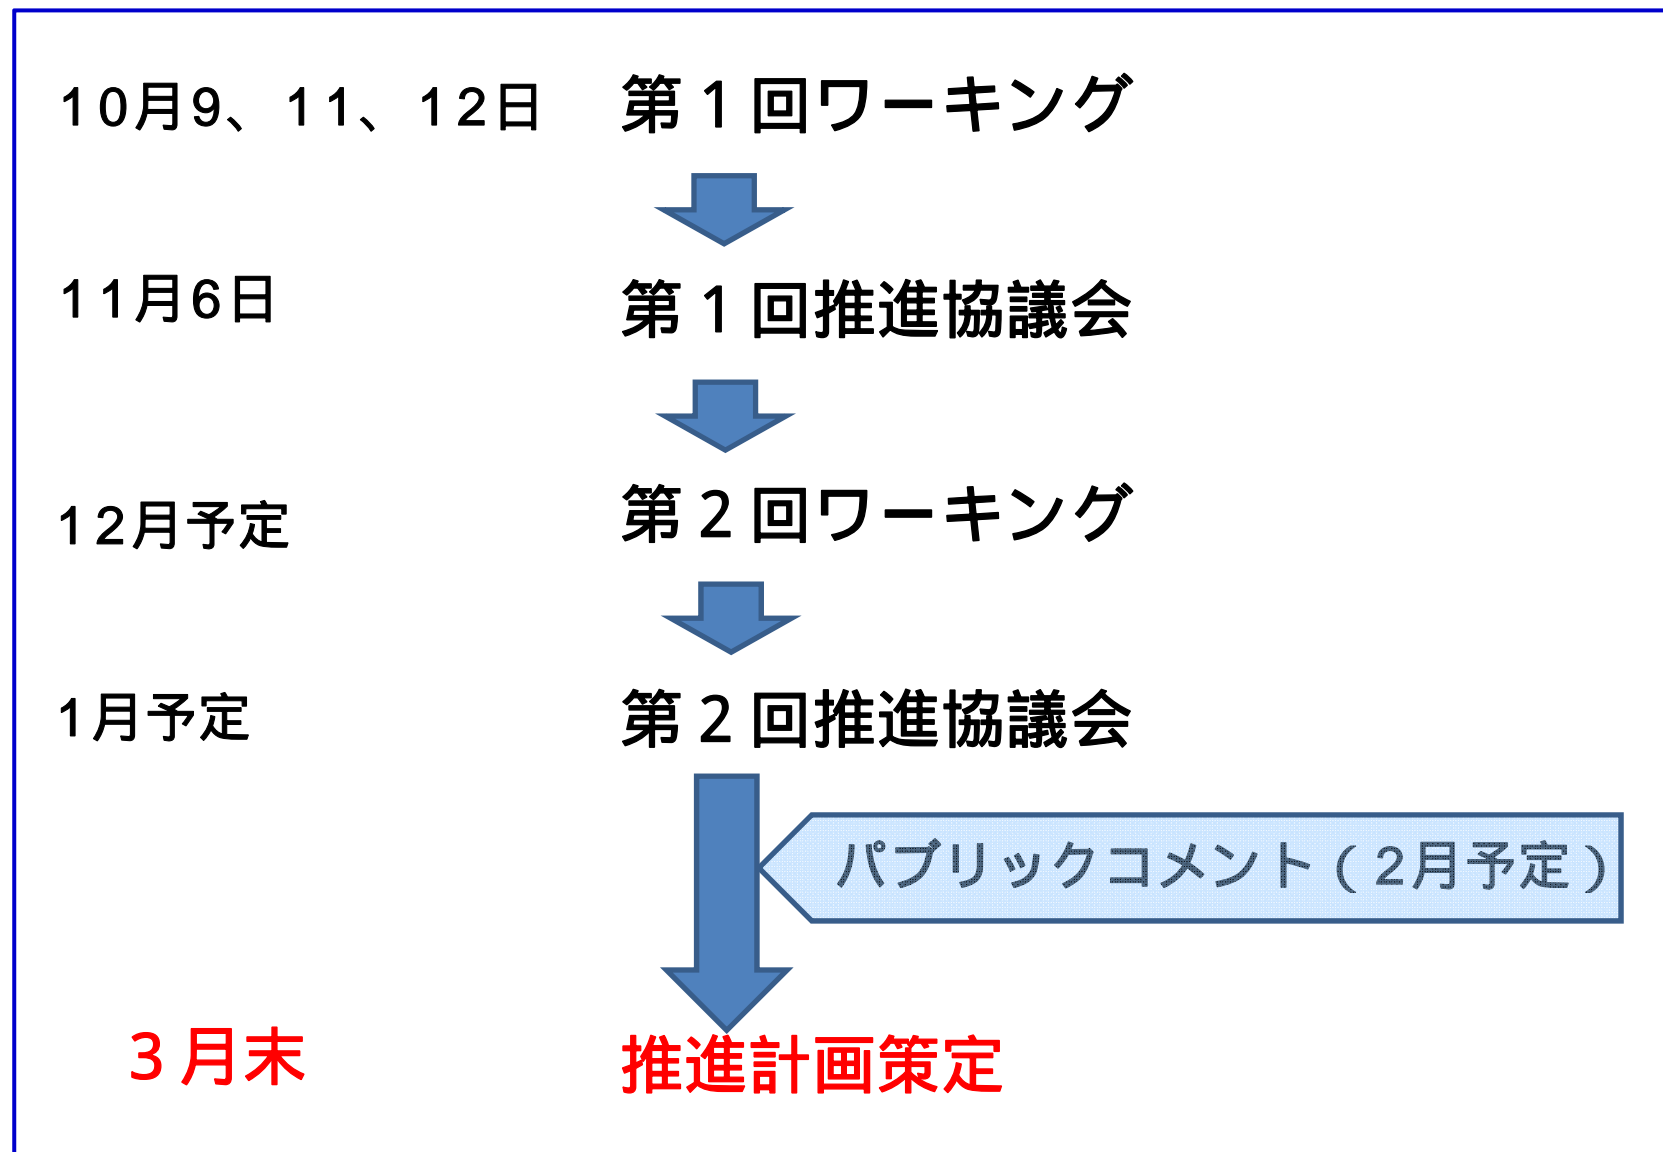 10月9、11、12日　第1回ワーキング
11月6日　第1回推進協議会
12月予定　第2回ワーキング
1月予定　第2回推進協議会
パブリックコメント（2月予定）
3月末　推進計画策定